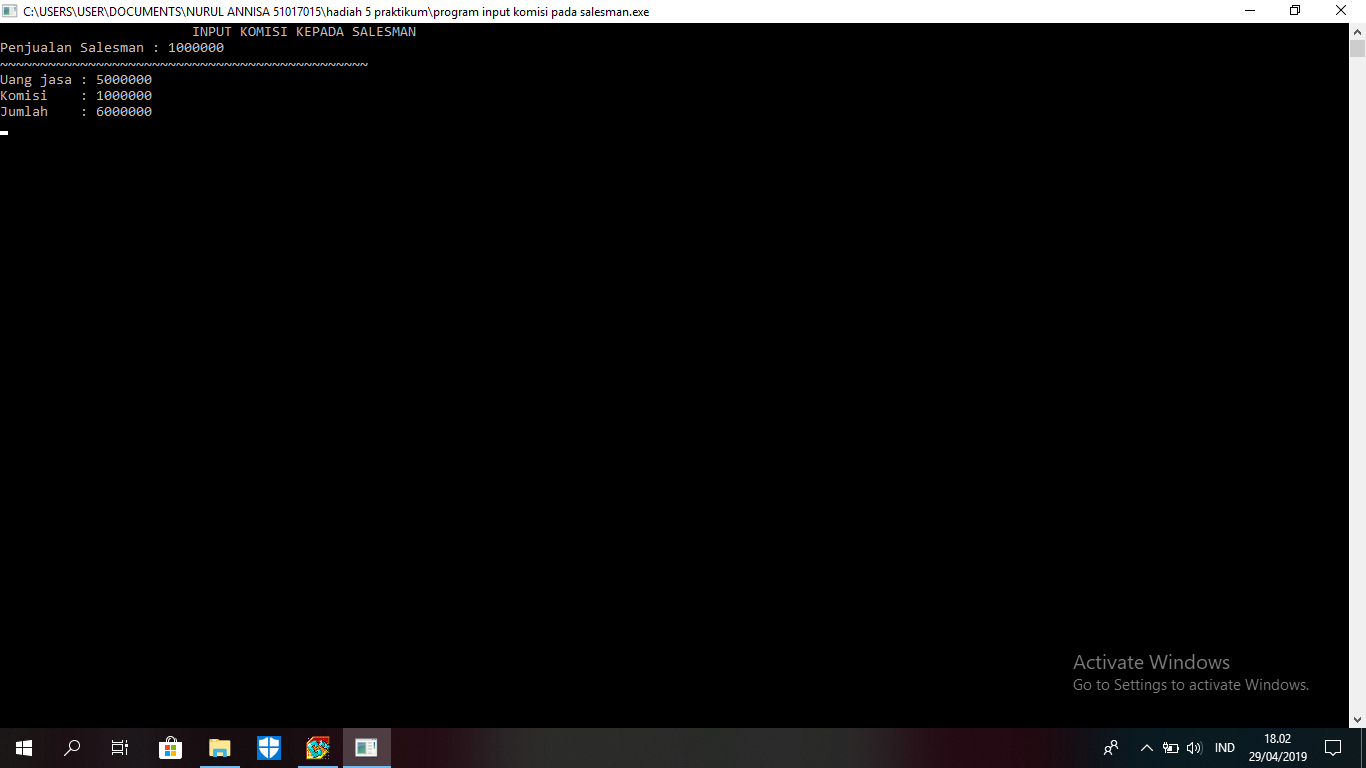 C:\USERS\USER\DOCUMENTS\NURUL ANNISA 51017015\hadiah 5 praktikum\program input komisi pada salesman.exe
INPUT KOMISI KEPADA SALESMAN
Penjualan Salesman : 1000000
~~~~~~~~~~~~~~~~~~~~~~~~~~~~~~~~~~~~~~~~~~~~~~
Uang jasa : 5000000
Komisi    : 1000000
Jumlah    : 6000000
Activate Windows
Go to Settings to activate Windows.
IND
18.02
29/04/2019